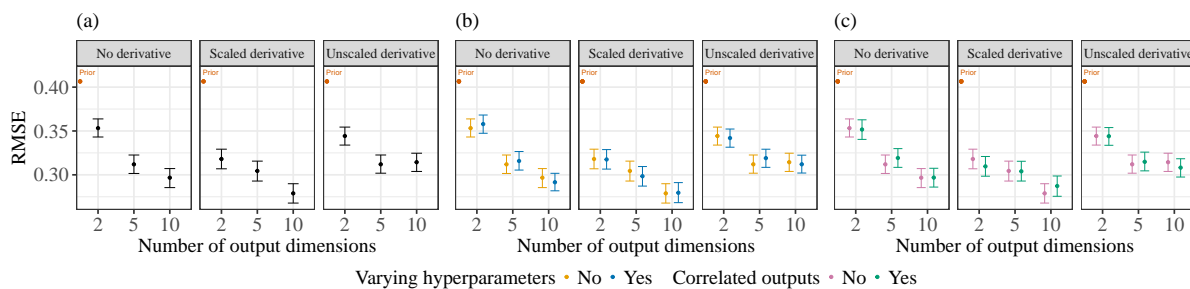 (a) (b) (c)
No derivative Scaled derivative Unscaled derivative No derivative Scaled derivative Unscaled derivative No derivative Scaled derivative Unscaled derivative
Prior Prior Prior Prior Prior Prior Prior Prior Prior
0.40
0.35
0.30
RMSE
2 5 10 2 5 10 2 5 10 2 5 10 2 5 10 2 5 10 2 5 10 2 5 10 2 5 10
Number of output dimensions Number of output dimensions Number of output dimensions
Varying hyperparameters No Yes Correlated outputs No Yes